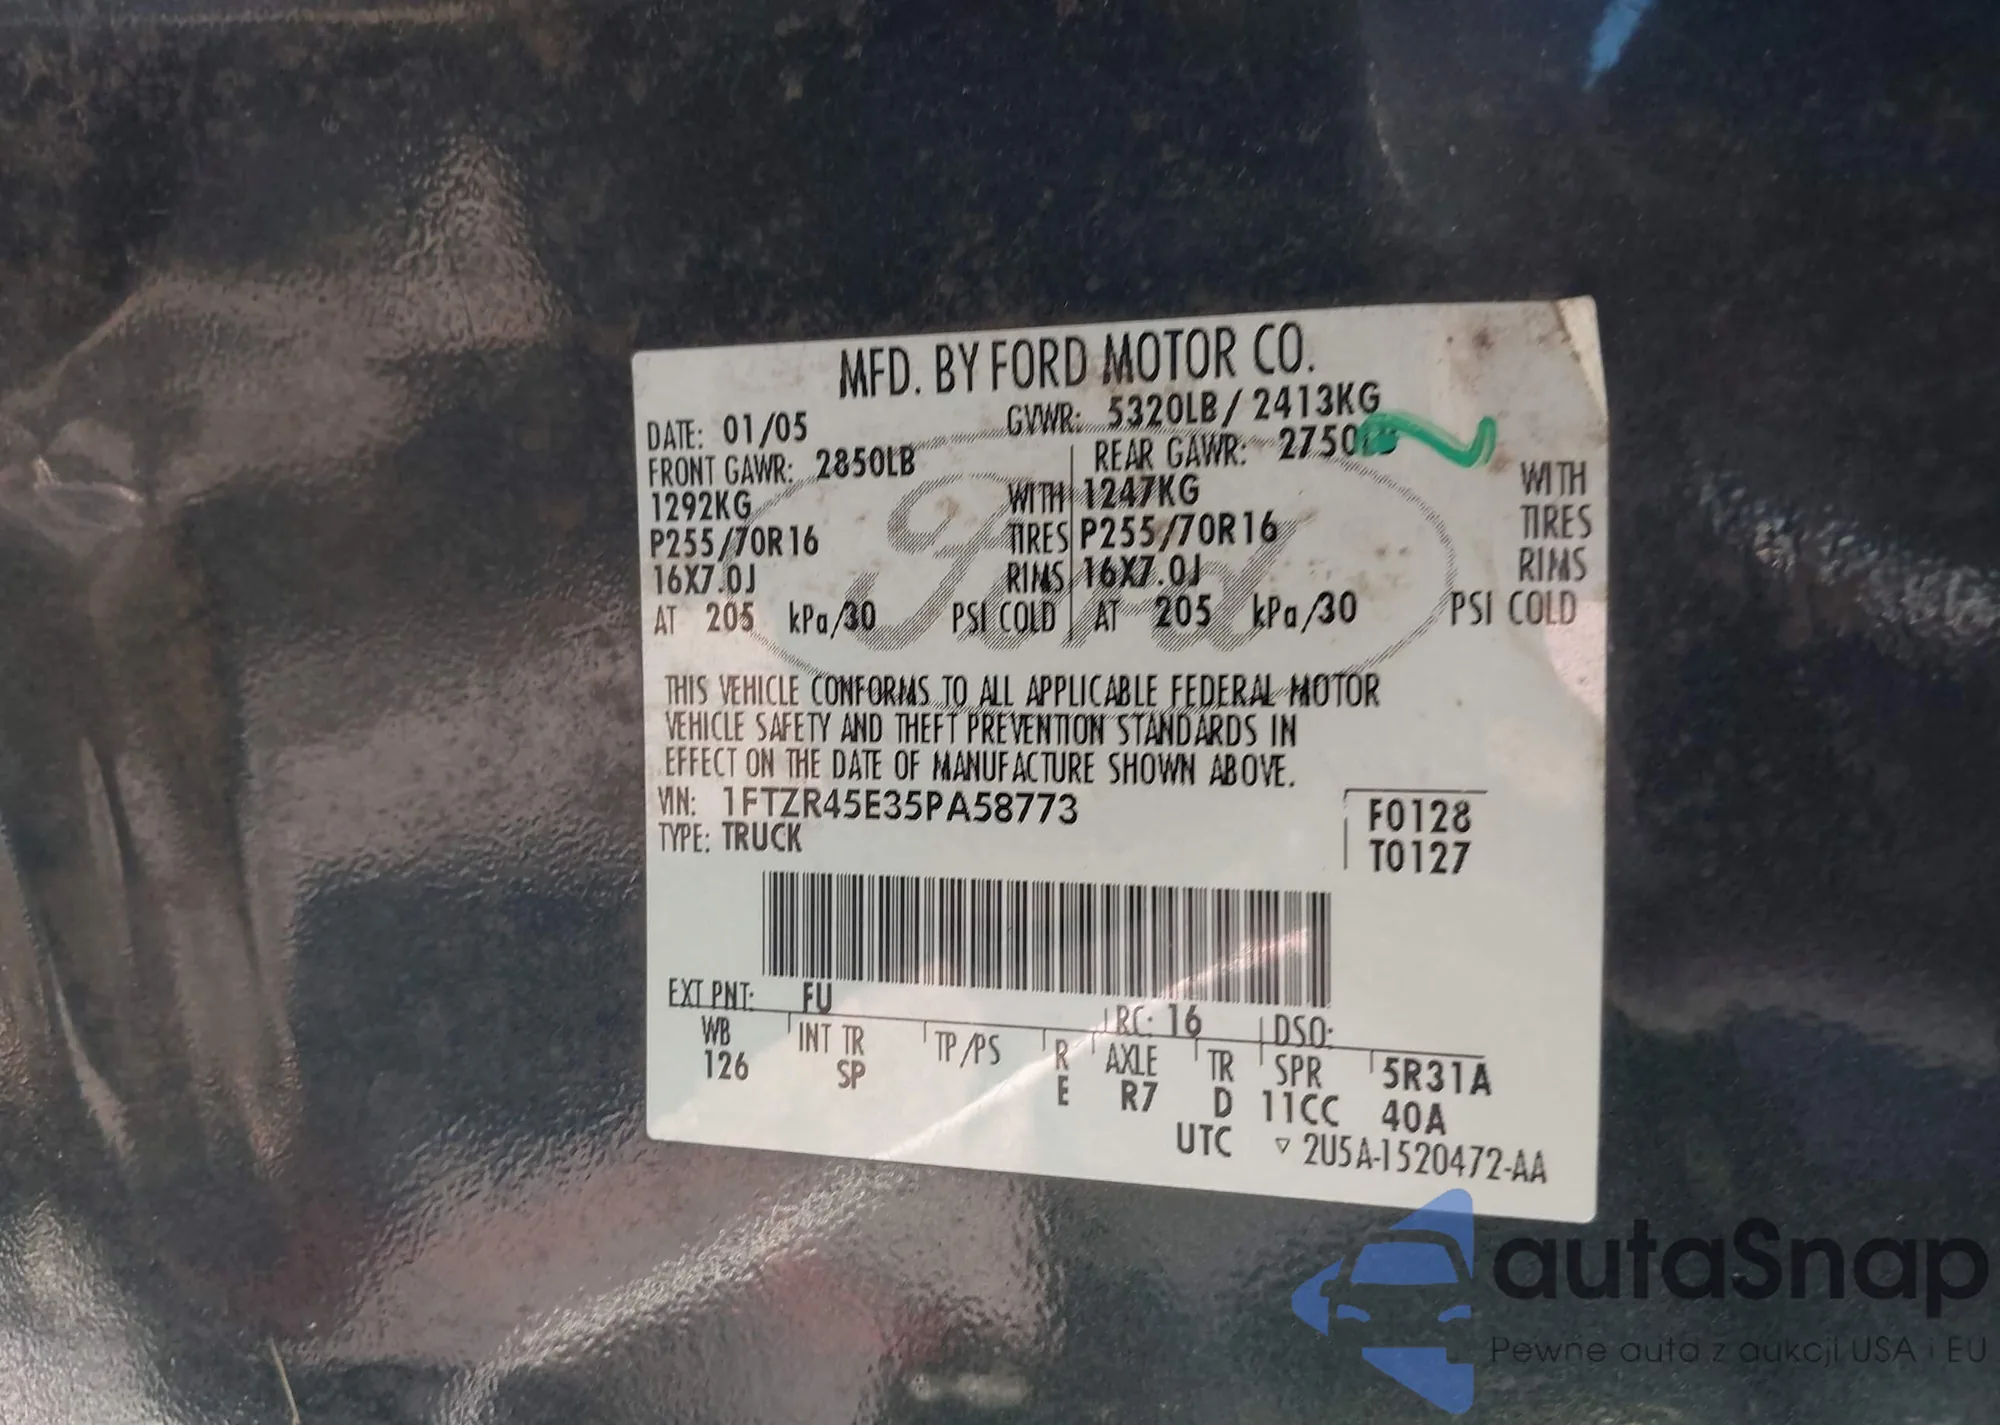 MFD. BY FORD MOTOR CO.
DATE: 01/05 GVWR: 5320LB/ 2413KG
FRONT GAWR: 2850LB REAR GAWR: 2750LB
1292KG WITH 1247KG WITH
P255/70R16 TIRES P255/70R16 TIRES
16X7.0J RIMS 16X7.0J RIMS
AT 205 kPa/30 PSI COLD AT 205 kPa/30 PSI COLD
Ford
THIS VEHICLE CONFORMS TO ALL APPLICABLE FEDERAL MOTOR
VEHICLE SAFETY AND THEFT PREVENTION STANDARDS IN
EFFECT ON THE DATE OF MANUFACTURE SHOWN ABOVE.
VIN: 1FTZR45E35PA58773 F0128
TYPE: TRUCK T0127
EXT PNT: FU RC: 16 DSO:
WB INT TR TP/PS R AXLE TR SPR 5R31A
126 SP E R7 D 11CC 40A
UTC ▽ 2U5A-1520472-AA
autaSnap
Pewne auta z aukcji USA i EU